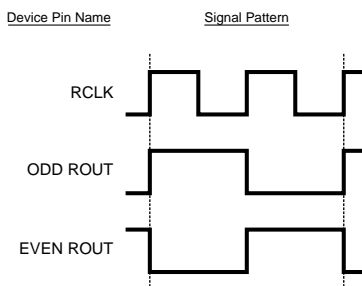 Device Pin Name Signal Pattern
RCLK
ODD ROUT
EVEN ROUT